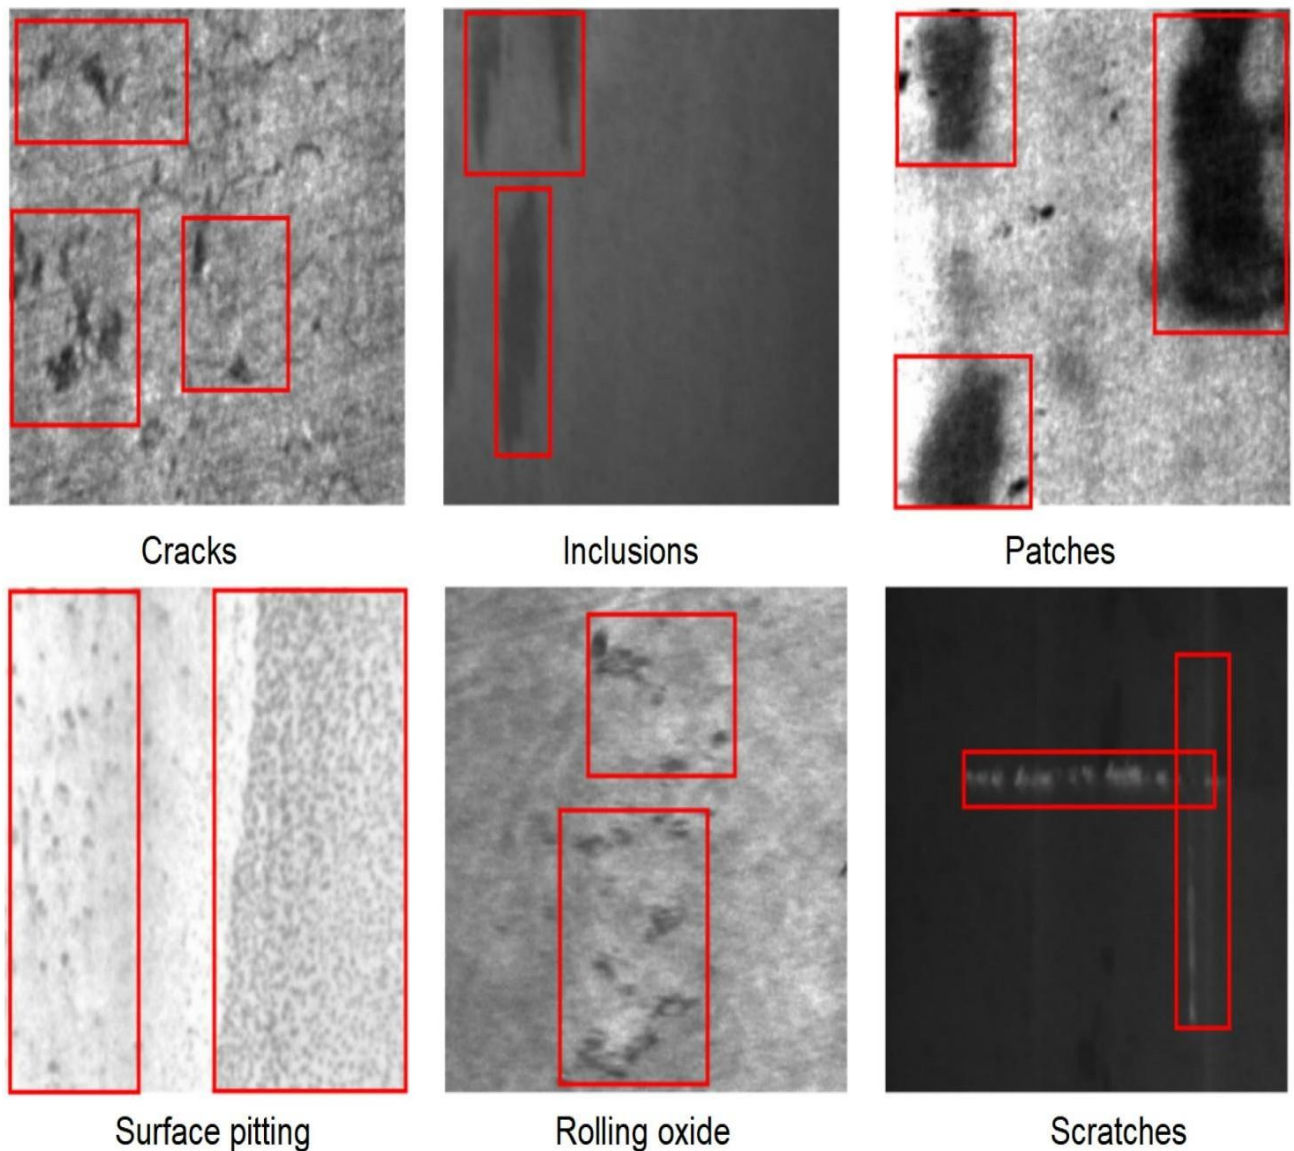 Cracks
Inclusions
Patches
Surface pitting
Rolling oxide
Scratches